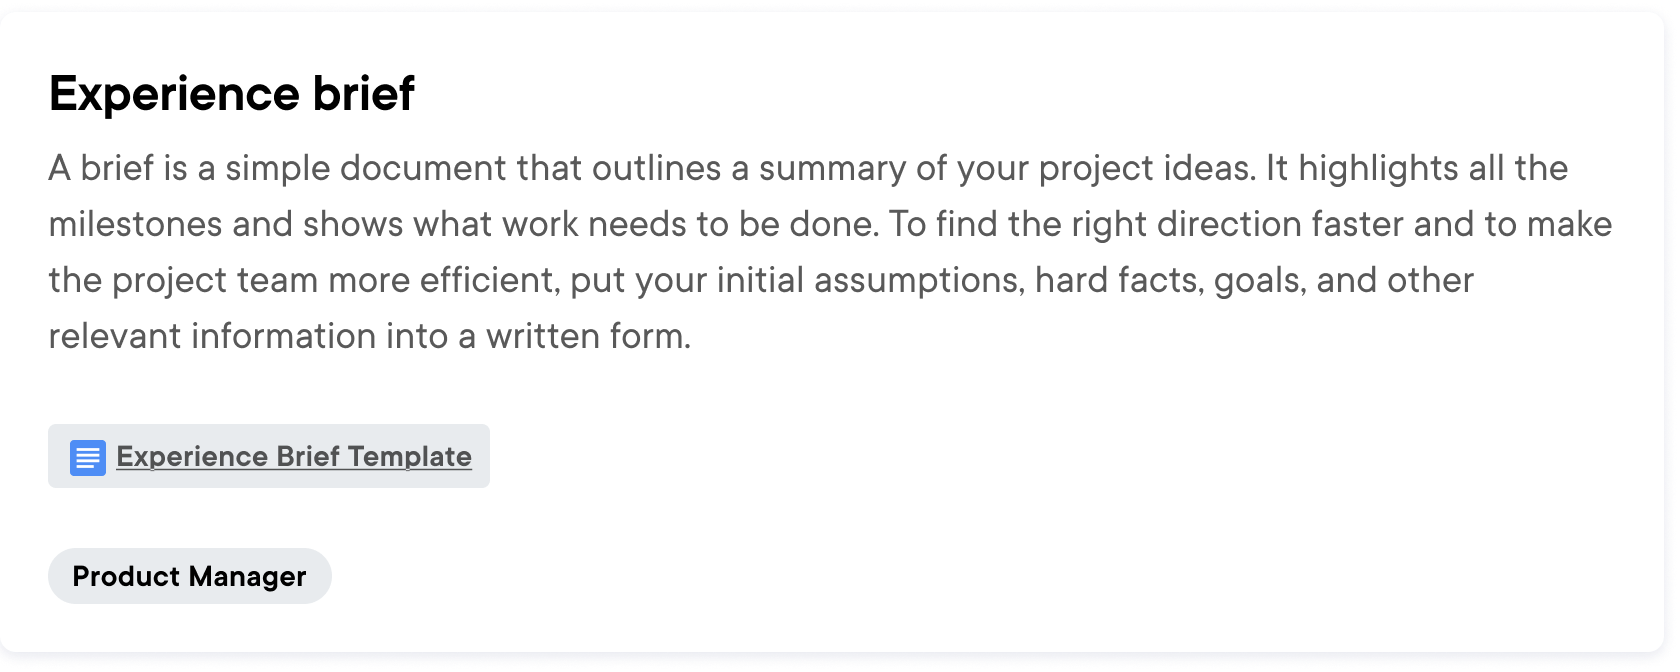 Experience brief
A brief is a simple document that outlines a summary of your project ideas. It highlights all the
milestones and shows what work needs to be done. To find the right direction faster and to make
the project team more efficient, put your initial assumptions, hard facts, goals, and other
relevant information into a written form.
Experience Brief Template
Product Manager